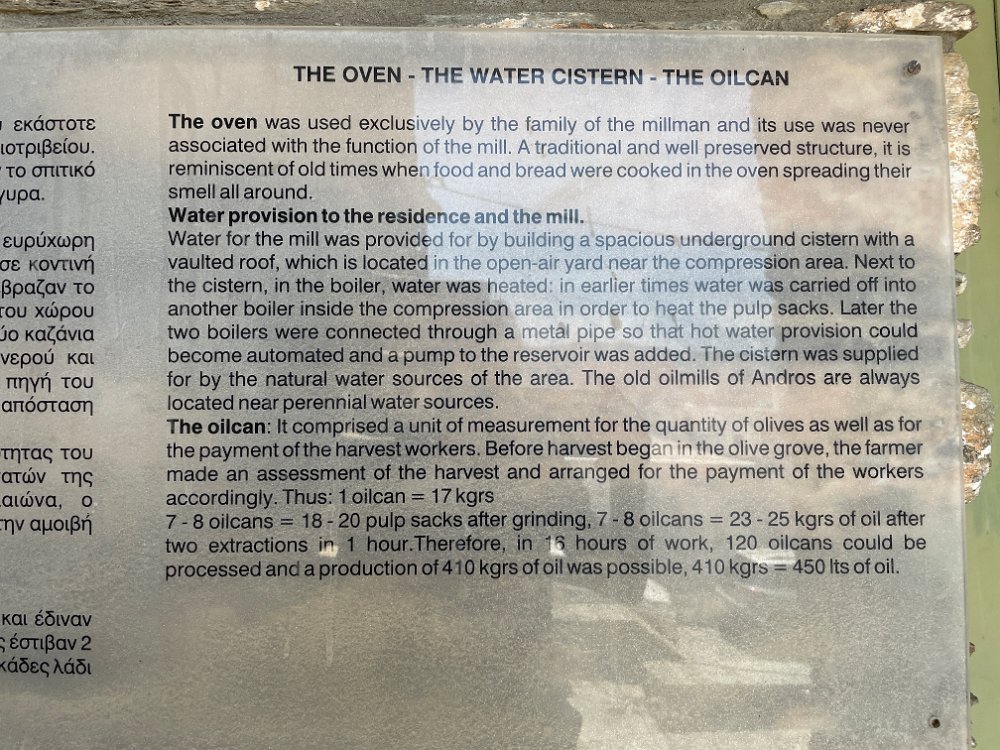 THE OVEN - THE WATER CISTERN - THE OILCAN
εκάστοτε
το σπιτικό
ευρύχωρη
σε κοντινή
χώρου
καζάνια
νερού και
πηγή του
απόσταση
του
της
ο
αμοιβή
και έδιναν
έστιβαν 2
λάδι
The oven was used exclusively by the family of the millman and its use was never
associated with the function of the mill. A traditional and well preserved structure, it is
reminiscent of old times when food and bread were cooked in the oven spreading their
smell all around.
Water provision to the residence and the mill.
Water for the mill was provided for by building a spacious underground cistern with a
vaulted roof, which is located in the open-air yard near the compression area. Next to
the cistern, in the boiler, water was heated: in earlier times water was carried off into
another boiler inside the compression area in order to heat the pulp sacks. Later the
two boilers were connected through a metal pipe so that hot water provision could
become automated and a pump to the reservoir was added. The cistern was supplied
for by the natural water sources of the area. The old oilmills of Andros are always
located near perennial water sources.
The oilcan: It comprised a unit of measurement for the quantity of olives as well as for
the payment of the harvest workers. Before harvest began in the olive grove, the farmer
made an assessment of the harvest and arranged for the payment of the workers
accordingly. Thus: 1 oilcan = 17 kgrs
7 - 8 oilcans = 18 - 20 pulp sacks after grinding, 7 - 8 oilcans = 23 - 25 kgrs of oil after
two extractions in 1 hour.Therefore, in 16 hours of work, 120 oilcans could be
processed and a production of 410 kgrs of oil was possible, 410 kgrs = 450 lts of oil.